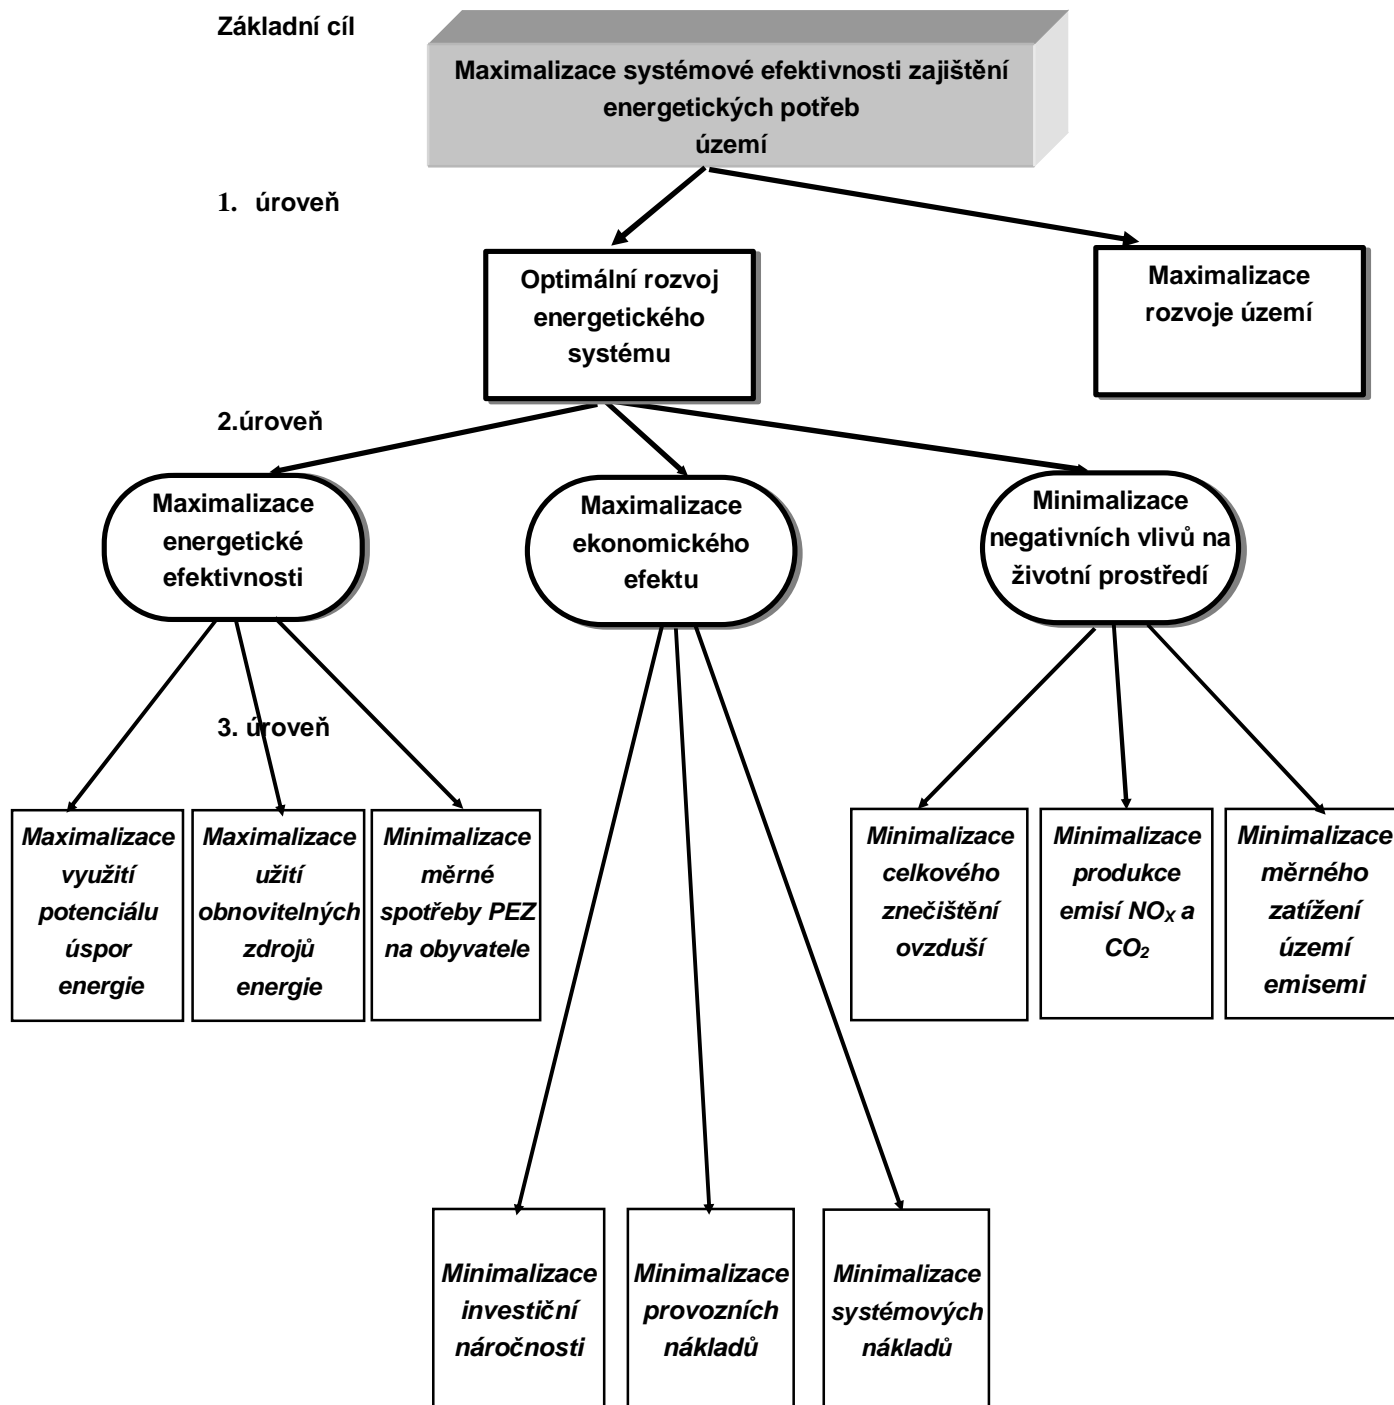 Základní cíl
Maximalizace systémové efektivnosti zajištění
energetických potřeb
území
1. úroveň
Optimální rozvoj
energetického
systému
Maximalizace
rozvoje území
2.úroveň
Maximalizace
energetické
efektivnosti
Maximalizace
ekonomického
efektu
Minimalizace
negativních vlivů na
životní prostředí
3. úroveň
Maximalizace
využití
potenciálu
úspor
energie
Maximalizace
užití
obnovitelných
zdrojů
energie
Minimalizace
měrné
spotřeby PEZ
na obyvatele
Minimalizace
celkového
znečištění
ovzduší
Minimalizace
produkce
emisí NOX a
CO2
Minimalizace
měrného
zatížení
území
emisemi
Minimalizace
investiční
náročnosti
Minimalizace
provozních
nákladů
Minimalizace
systémových
nákladů